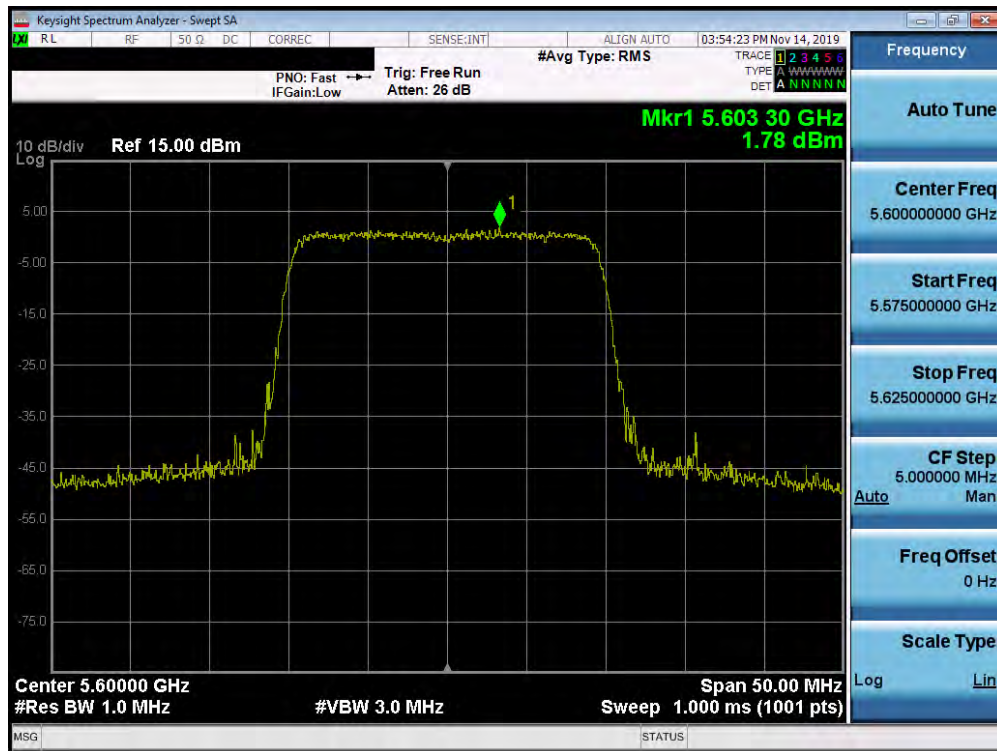 Keysight Spectrum Analyzer - Swept SA
LXI RL RF 50 Ω DC CORREC SENSE:INT ALIGN AUTO 03:54:23 PM Nov 14, 2019
#Avg Type: RMS
TRACE 1 2 3 4 5 6
PNO: Fast Trig: Free Run
TYPE A WWWWW
IFGain:Low Atten: 26 dB
DET A N N N N N
Mkr1 5.603 30 GHz
1.78 dBm
10 dB/div Ref 15.00 dBm
Log
5.00
1
-5.00
-15.0
-25.0
-35.0
-45.0
-55.0
-65.0
-75.0
Center 5.60000 GHz Span 50.00 MHz
#Res BW 1.0 MHz #VBW 3.0 MHz Sweep 1.000 ms (1001 pts)
MSG STATUS
Frequency
Auto Tune
Center Freq
5.600000000 GHz
Start Freq
5.575000000 GHz
Stop Freq
5.625000000 GHz
CF Step
5.000000 MHz
Auto Man
Freq Offset
0 Hz
Scale Type
Log Lin